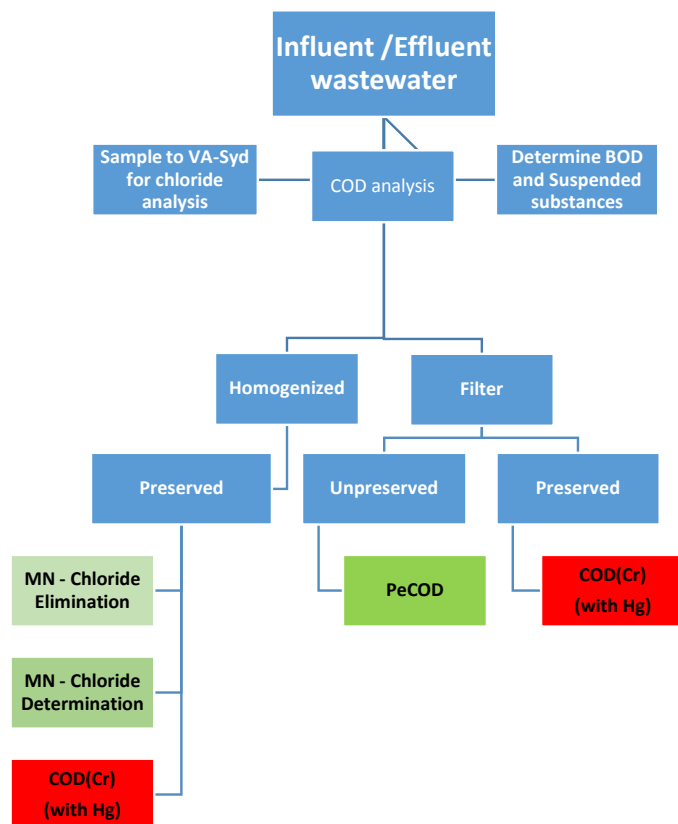 Influent /Effluent
wastewater
Sample to VA-Syd
for chloride
analysis
COD analysis
Determine BOD
and Suspended
substances
Homogenized
Filter
Preserved
Unpreserved
Preserved
MN - Chloride
Elimination
PeCOD
COD(Cr)
(with Hg)
MN - Chloride
Determination
COD(Cr)
(with Hg)